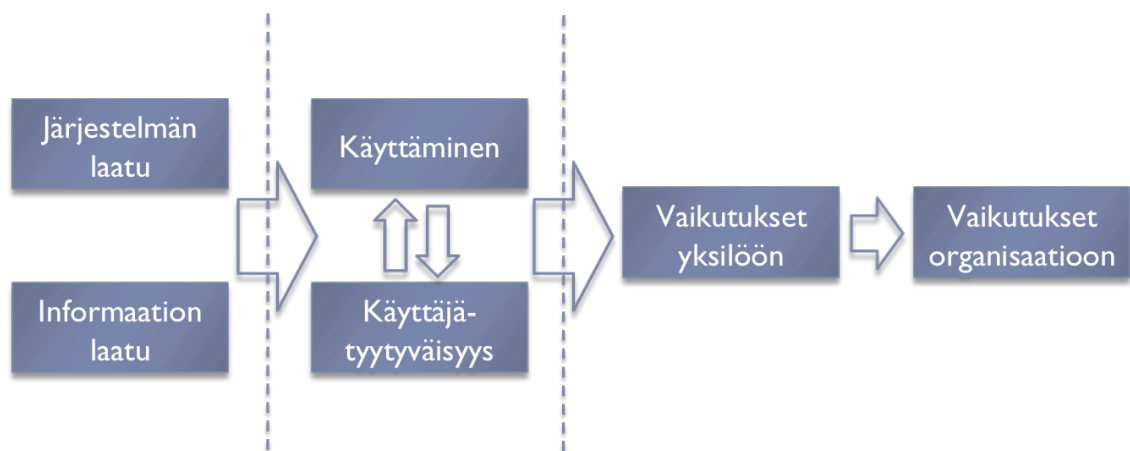 Järjestelmän
laatu
Informaation
laatu
Käyttäminen
Käyttäjä-
tyytyväisyys
Vaikutukset
yksilöön
Vaikutukset
organisaatioon